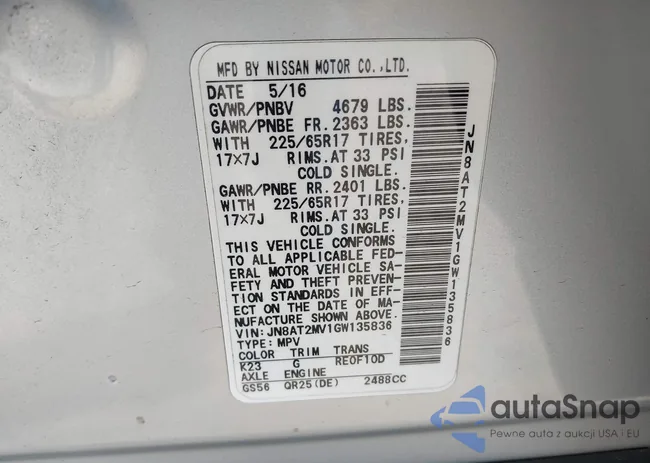 MFD BY NISSAN MOTOR CO.,LTD.
DATE 5/16
GVWR/PNBV 4679 LBS.
GAWR/PNBE FR. 2363 LBS.
WITH 225/65R17 TIRES,
17×7J RIMS.AT 33 PSI
COLD SINGLE.
GAWR/PNBE RR. 2401 LBS.
WITH 225/65R17 TIRES,
17×7J RIMS.AT 33 PSI
COLD SINGLE.
THIS VEHICLE CONFORMS
TO ALL APPLICABLE FED-
ERAL MOTOR VEHICLE SA-
FETY AND THEFT PREVEN-
TION STANDARDS IN EFF-
ECT ON THE DATE OF MA-
NUFACTURE SHOWN ABOVE.
VIN:JN8AT2MV1GW135836
TYPE:MPV
COLOR TRIM TRANS
K23 G RE0F10D
AXLE ENGINE
GS56 QR25(DE) 2488CC
JN8AT2MV1GW135836
autaSnap
Pewne auta z aukcji USA i EU